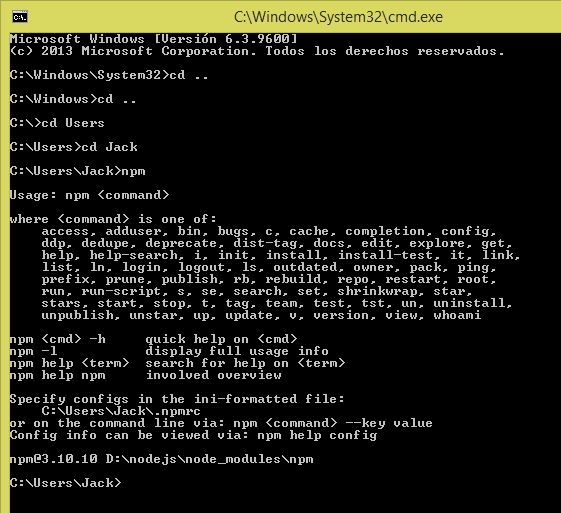 C:\Windows\System32\cmd.exe
C:\.
Microsoft Windows [Versión 6.3.9600]
(c) 2013 Microsoft Corporation. Todos los derechos reservados.
C:\Windows\System32>cd ..
C:\Windows>cd ..
C:\>cd Users
C:\Users>cd Jack
C:\Users\Jack>npm
Usage: npm <command>
where <command> is one of:
    access, adduser, bin, bugs, c, cache, completion, config,
    ddp, dedupe, deprecate, dist-tag, docs, edit, explore, get,
    help, help-search, i, init, install, install-test, it, link,
    list, ln, login, logout, ls, outdated, owner, pack, ping,
    prefix, prune, publish, rb, rebuild, repo, restart, root,
    run, run-script, s, se, search, set, shrinkwrap, star,
    stars, start, stop, t, tag, team, test, tst, un, uninstall,
    unpublish, unstar, up, update, v, version, view, whoami
npm <cmd> -h     quick help on <cmd>
npm -l           display full usage info
npm help <term>  search for help on <term>
npm help npm     involved overview
Specify configs in the ini-formatted file:
    C:\Users\Jack\.npmrc
or on the command line via: npm <command> --key value
Config info can be viewed via: npm help config
npm@3.10.10 D:\nodejs\node_modules\npm
C:\Users\Jack>